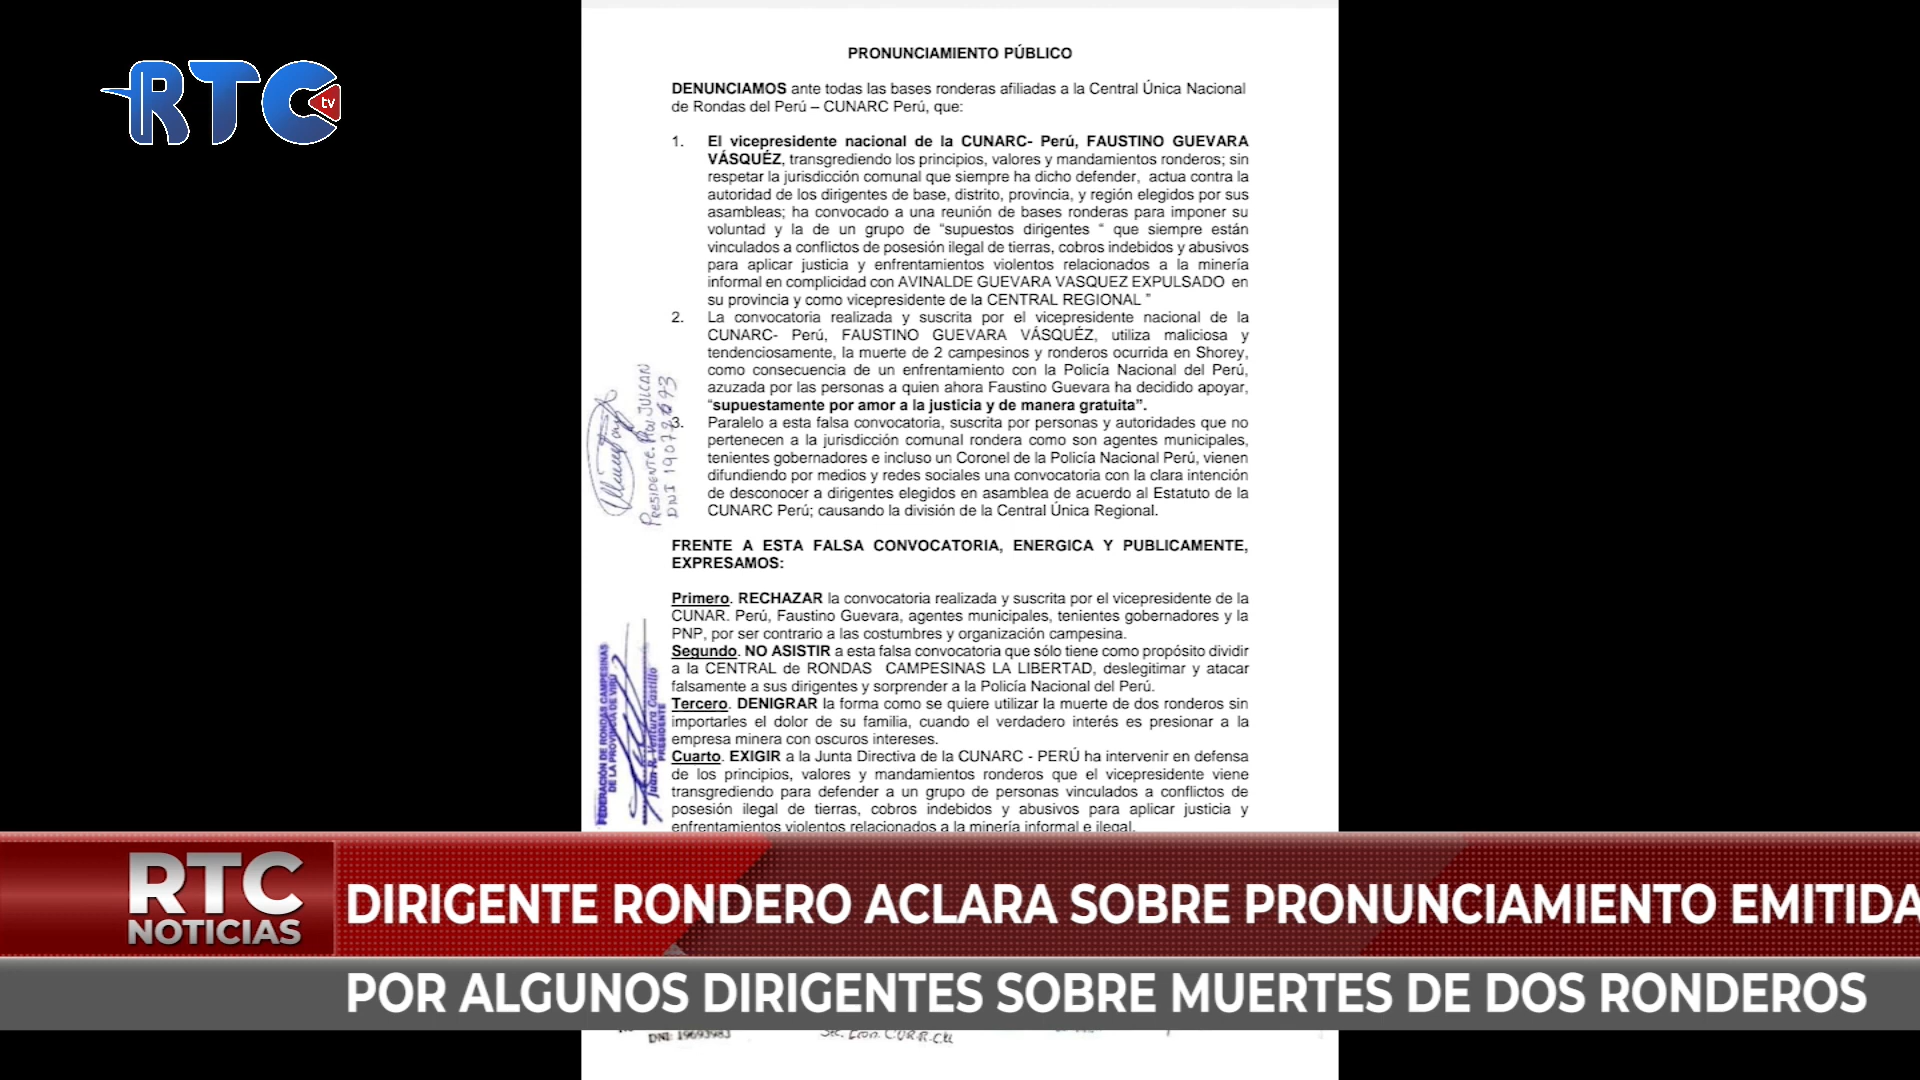 RTC tv
PRONUNCIAMIENTO PÚBLICO
DENUNCIAMOS ante todas las bases ronderas afiliadas a la Central Única Nacional
de Rondas del Perú – CUNARC Perú, que:
1. El vicepresidente nacional de la CUNARC- Perú, FAUSTINO GUEVARA
VÁSQUÉZ, transgrediendo los principios, valores y mandamientos ronderos; sin
respetar la jurisdicción comunal que siempre ha dicho defender, actua contra la
autoridad de los dirigentes de base, distrito, provincia, y región elegidos por sus
asambleas; ha convocado a una reunión de bases ronderas para imponer su
voluntad y la de un grupo de “supuestos dirigentes “ que siempre están
vinculados a conflictos de posesión ilegal de tierras, cobros indebidos y abusivos
para aplicar justicia y enfrentamientos violentos relacionados a la minería
informal en complicidad con AVINALDE GUEVARA VASQUEZ EXPULSADO en
su provincia y como vicepresidente de la CENTRAL REGIONAL ”
2. La convocatoria realizada y suscrita por el vicepresidente nacional de la
CUNARC- Perú, FAUSTINO GUEVARA VÁSQUÉZ, utiliza maliciosa y
tendenciosamente, la muerte de 2 campesinos y ronderos ocurrida en Shorey,
como consecuencia de un enfrentamiento con la Policía Nacional del Perú,
azuzada por las personas a quien ahora Faustino Guevara ha decidido apoyar,
“supuestamente por amor a la justicia y de manera gratuita”.
3. Paralelo a esta falsa convocatoria, suscrita por personas y autoridades que no
pertenecen a la jurisdicción comunal rondera como son agentes municipales,
tenientes gobernadores e incluso un Coronel de la Policía Nacional Perú, vienen
difundiendo por medios y redes sociales una convocatoria con la clara intención
de desconocer a dirigentes elegidos en asamblea de acuerdo al Estatuto de la
CUNARC Perú; causando la división de la Central Única Regional.
PRESIDENTE. JULCAN
DNI
FRENTE A ESTA FALSA CONVOCATORIA, ENERGICA Y PUBLICAMENTE,
EXPRESAMOS:
Primero. RECHAZAR la convocatoria realizada y suscrita por el vicepresidente de la
CUNAR. Perú, Faustino Guevara, agentes municipales, tenientes gobernadores y la
PNP, por ser contrario a las costumbres y organización campesina.
Segundo. NO ASISTIR a esta falsa convocatoria que sólo tiene como propósito dividir
a la CENTRAL de RONDAS CAMPESINAS LA LIBERTAD, deslegitimar y atacar
falsamente a sus dirigentes y sorprender a la Policía Nacional del Perú.
Tercero. DENIGRAR la forma como se quiere utilizar la muerte de dos ronderos sin
importarles el dolor de su familia, cuando el verdadero interés es presionar a la
empresa minera con oscuros intereses.
Cuarto. EXIGIR a la Junta Directiva de la CUNARC - PERÚ ha intervenir en defensa
de los principios, valores y mandamientos ronderos que el vicepresidente viene
transgrediendo para defender a un grupo de personas vinculados a conflictos de
posesión ilegal de tierras, cobros indebidos y abusivos para aplicar justicia y
enfrentamientos violentos relacionados a la minería informal e ilegal.
FEDERACIÓN DE RONDAS CAMPESINAS
DE LA PROVINCIA DE VIRÚ
Juan R. Ventura Castillo
PRESIDENTE
RTC
NOTICIAS
DIRIGENTE RONDERO ACLARA SOBRE PRONUNCIAMIENTO EMITIDA
POR ALGUNOS DIRIGENTES SOBRE MUERTES DE DOS RONDEROS
DNI: 19693983